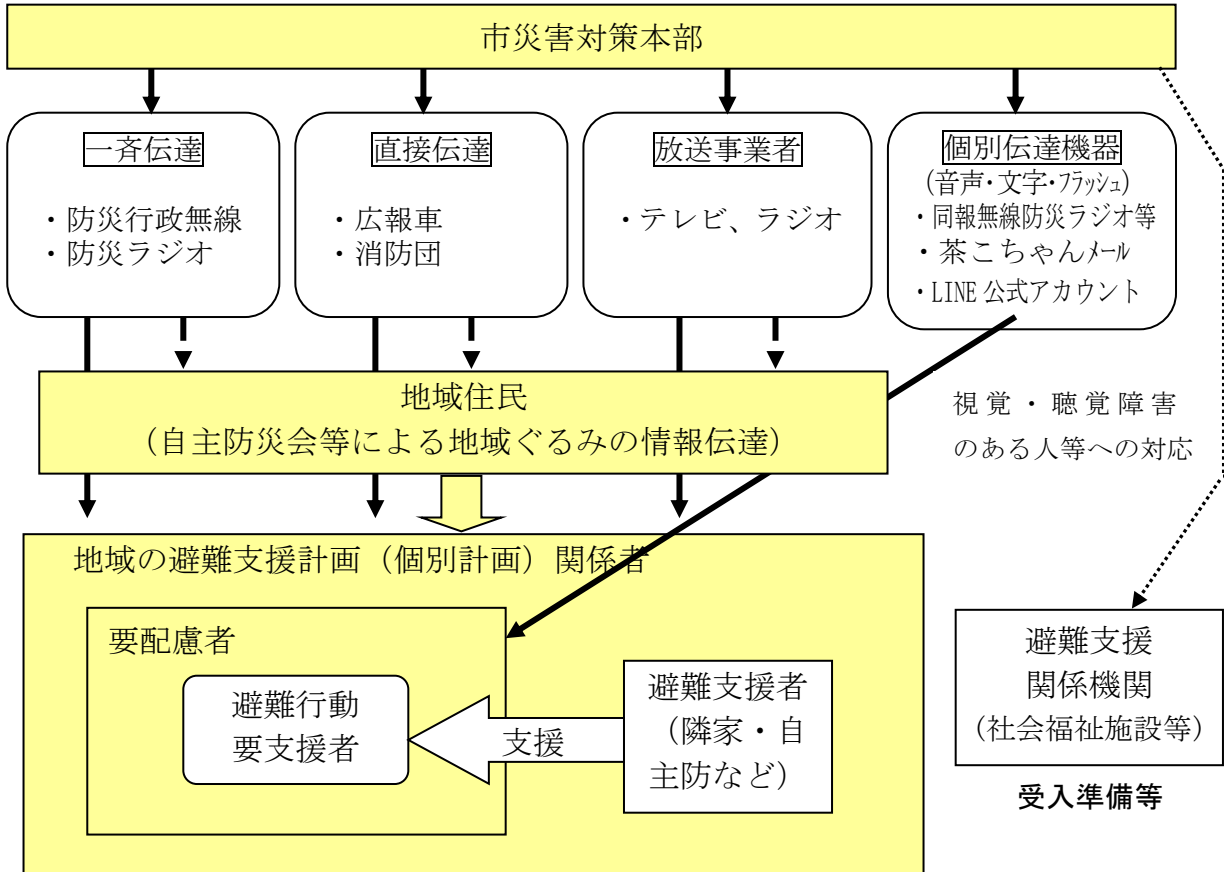 市災害対策本部
一斉伝達
・防災行政無線
・防災ラジオ
直接伝達
・広報車
・消防団
放送事業者
・テレビ、ラジオ
個別伝達機器
(音声・文字・フラッシュ)
・同報無線防災ラジオ等
・茶こちゃんメール
・LINE 公式アカウント
地域住民
(自主防災会等による地域ぐるみの情報伝達)
視覚・聴覚障害
のある人等への対応
地域の避難支援計画(個別計画)関係者
要配慮者
避難行動
要支援者
支援
避難支援者
(隣家・自
主防など)
避難支援
関係機関
(社会福祉施設等)
受入準備等